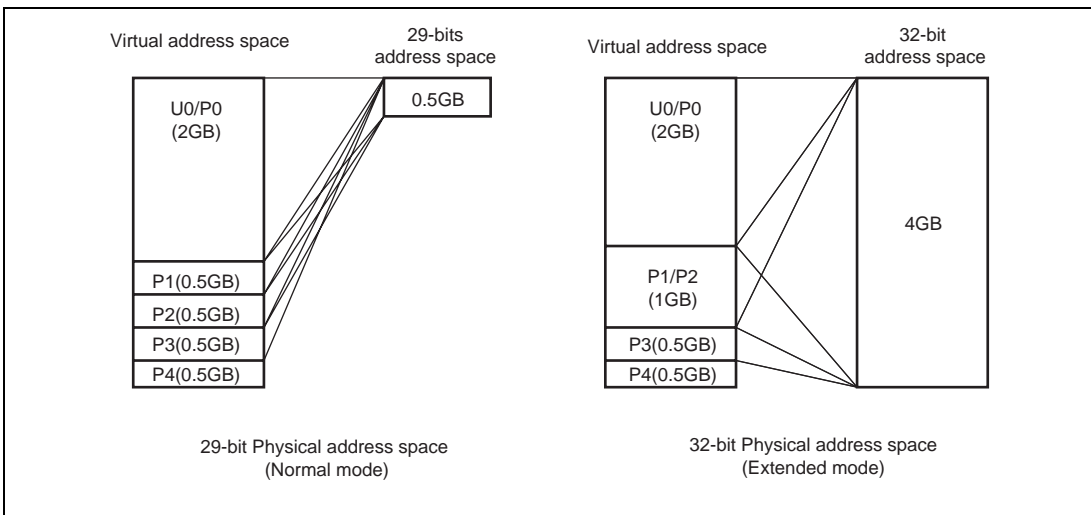 Virtual address space
29-bits
address space
U0/P0
(2GB)
0.5GB
P1(0.5GB)
P2(0.5GB)
P3(0.5GB)
P4(0.5GB)
29-bit Physical address space
(Normal mode)
Virtual address space
32-bit
address space
U0/P0
(2GB)
4GB
P1/P2
(1GB)
P3(0.5GB)
P4(0.5GB)
32-bit Physical address space
(Extended mode)